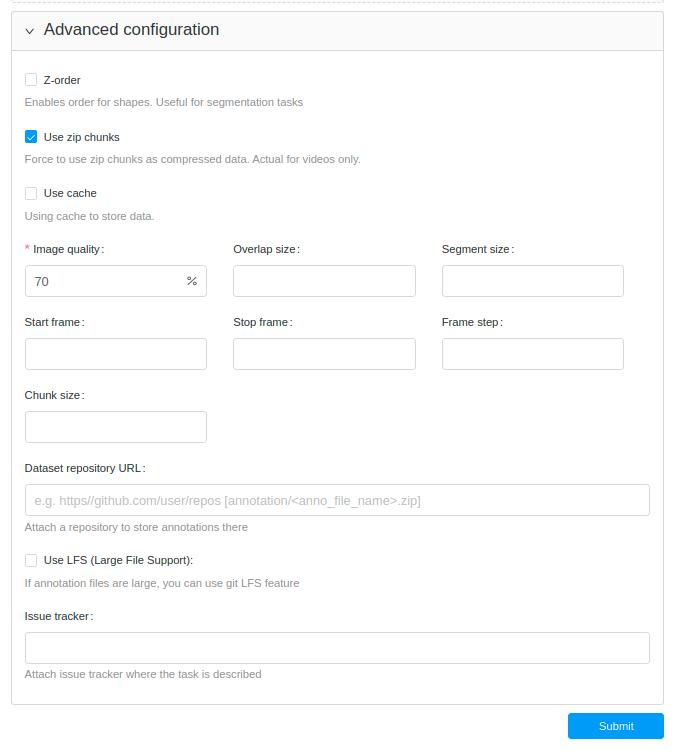 Advanced configuration
Z-order
Enables order for shapes. Useful for segmentation tasks
Use zip chunks
Force to use zip chunks as compressed data. Actual for videos only.
Use cache
Using cache to store data.
* Image quality: Overlap size: Segment size:
70 %
Start frame: Stop frame: Frame step:
Chunk size:
Dataset repository URL:
e.g. https//github.com/user/repos [annotation/<anno_file_name>.zip]
Attach a repository to store annotations there
Use LFS (Large File Support):
If annotation files are large, you can use git LFS feature
Issue tracker:
Attach issue tracker where the task is described
Submit